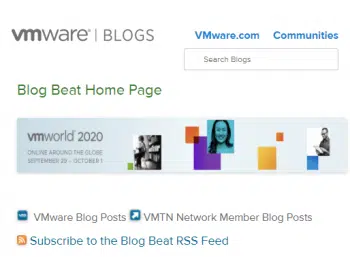 vmware | BLOGS
VMware.com Communities
Search Blogs
Blog Beat Home Page
vmworld 2020
ONLINE AROUND THE GLOBE
SEPTEMBER 29 – OCTOBER 1
VMware Blog Posts VMTN Network Member Blog Posts
Subscribe to the Blog Beat RSS Feed